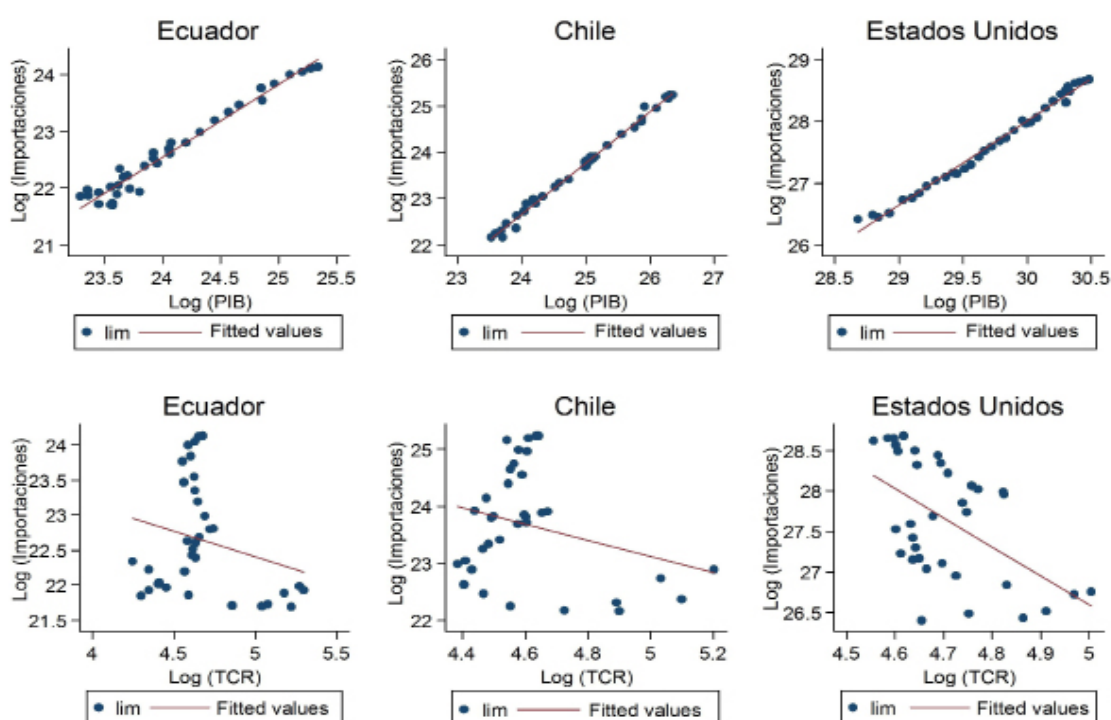 Ecuador
Log (Importaciones)
24
23
22
21
23.5 24 24.5 25 25.5
Log (PIB)
lim Fitted values
Chile
Log (Importaciones)
26
25
24
23
22
23 24 25 26 27
Log (PIB)
lim Fitted values
Estados Unidos
Log (Importaciones)
29
28
27
26
28.5 29 29.5 30 30.5
Log (PIB)
lim Fitted values
Ecuador
Log (Importaciones)
24
23.5
23
22.5
22
21.5
4 4.5 5 5.5
Log (TCR)
lim Fitted values
Chile
Log (Importaciones)
25
24
23
22
4.4 4.6 4.8 5 5.2
Log (TCR)
lim Fitted values
Estados Unidos
Log (Importaciones)
28.5
28
27.5
27
26.5
4.5 4.6 4.7 4.8 4.9 5
Log (TCR)
lim Fitted values